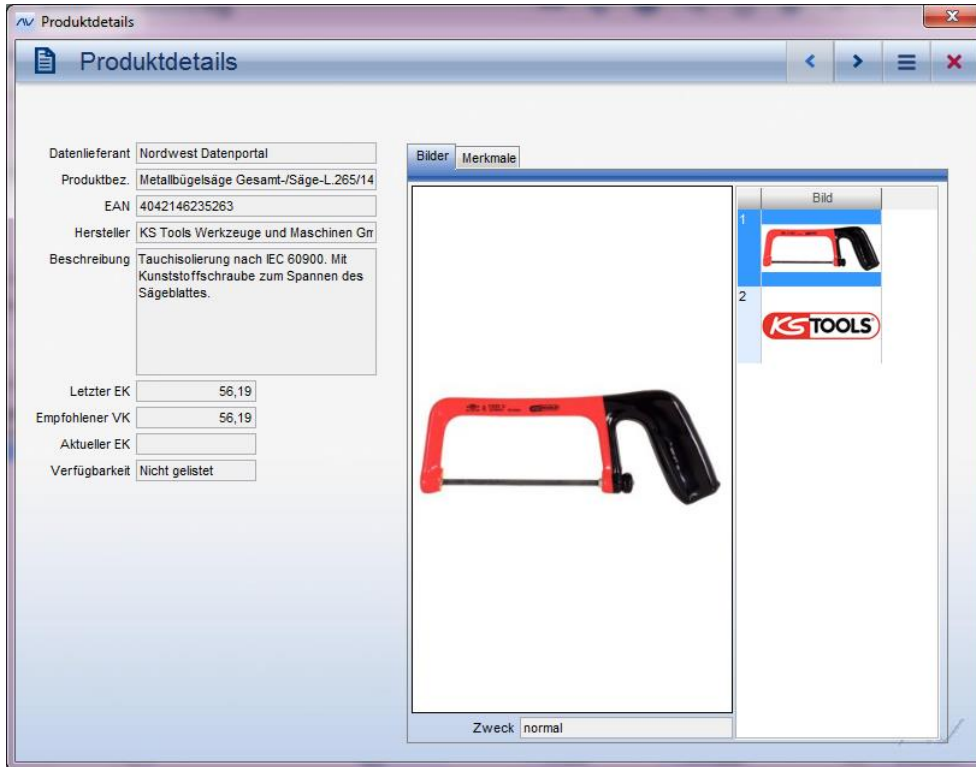 Produktdetails
Produktdetails
Datenlieferant Nordwest Datenportal
Produktbez. Metallbügelsäge Gesamt-/Säge-L.265/14
EAN 4042146235263
Hersteller KS Tools Werkzeuge und Maschinen Gm
Beschreibung Tauchisolierung nach IEC 60900. Mit
Kunststoffschraube zum Spannen des
Sägeblattes.
Letzter EK 56,19
Empfohlener VK 56,19
Aktueller EK
Verfügbarkeit Nicht gelistet
Bilder Merkmale
Bild
1
2
KS TOOLS
Zweck normal